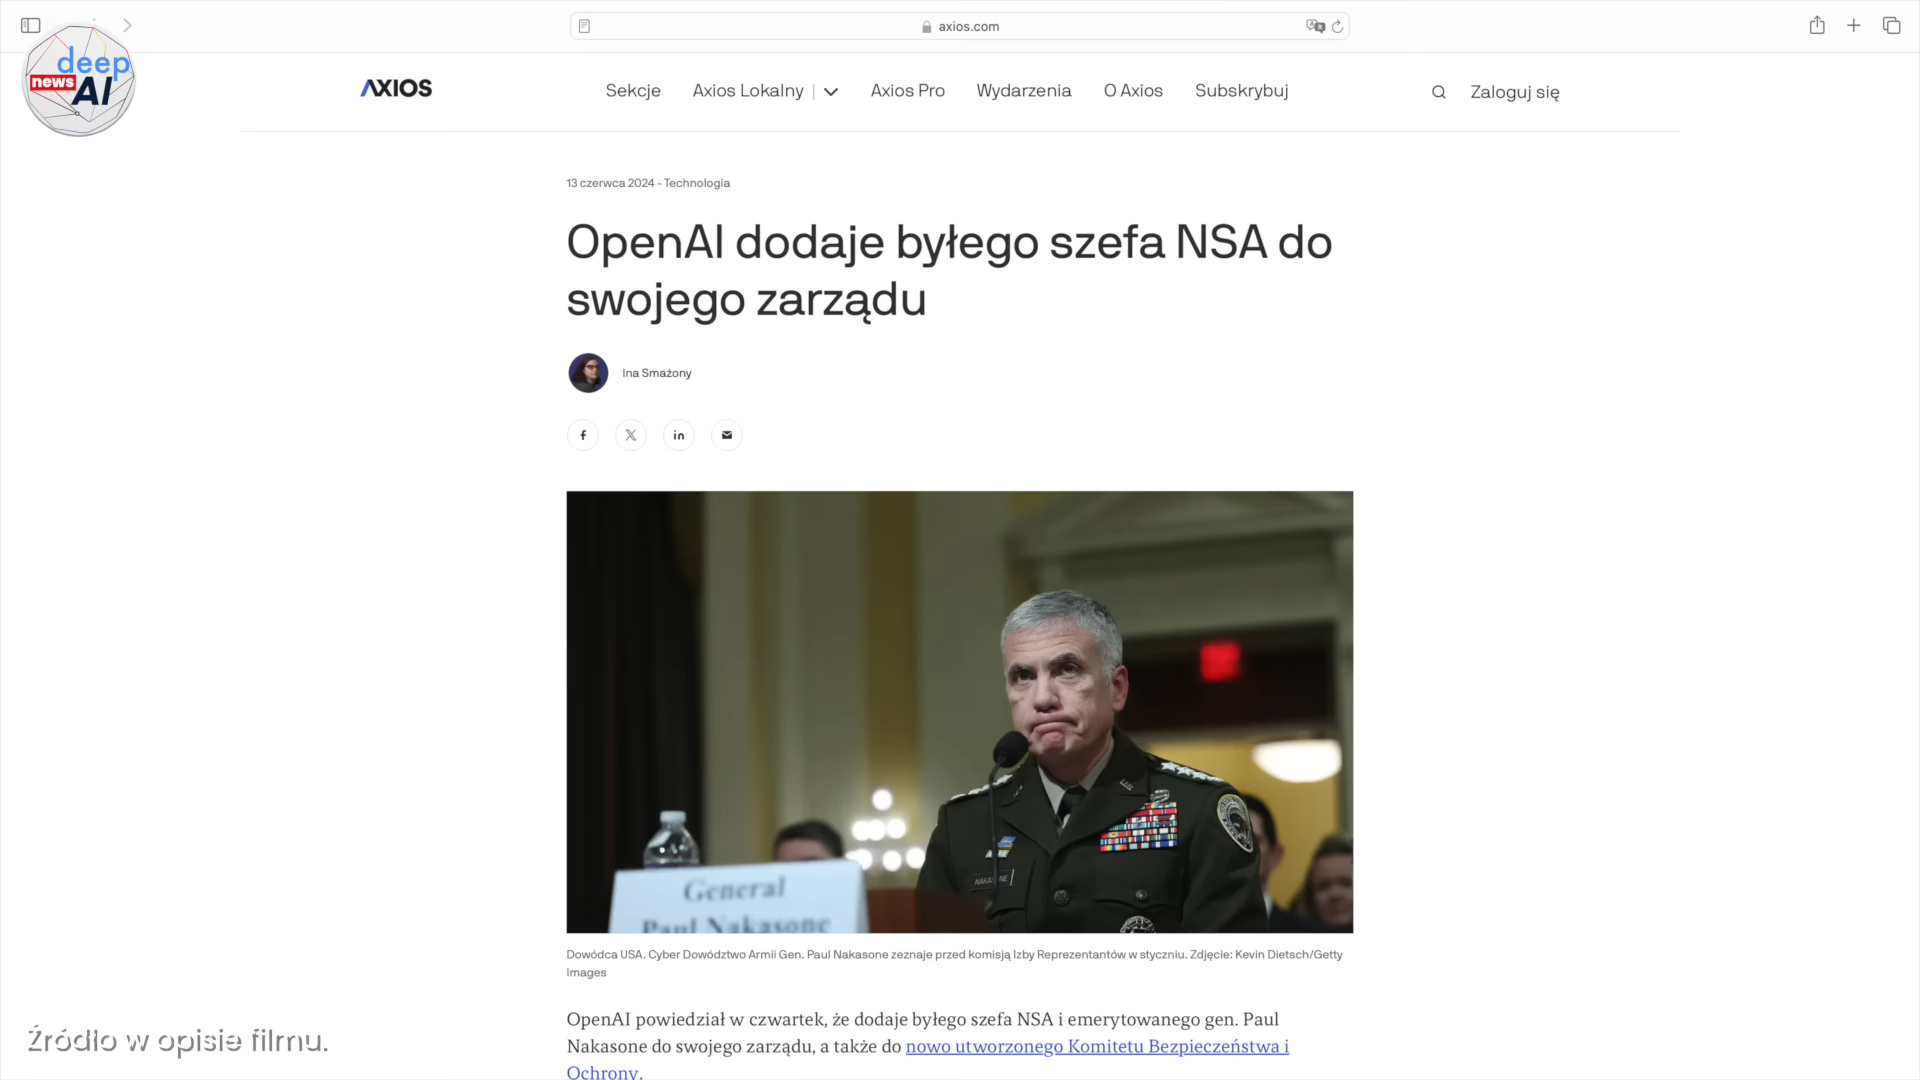 axios.com
deep
news
AI
AXIOS
Sekcje
Axios Lokalny
Axios Pro
Wydarzenia
O Axios
Subskrybuj
Zaloguj się
13 czerwca 2024 - Technologia
OpenAI dodaje byłego szefa NSA do
swojego zarządu
Ina Smażony
General
Paul Nakasone
Dowódca USA. Cyber Dowództwo Armii Gen. Paul Nakasone zeznaje przed komisją Izby Reprezentantów w styczniu. Zdjęcie: Kevin Dietsch/Getty
Images
OpenAI powiedział w czwartek, że dodaje byłego szefa NSA i emerytowanego gen. Paul
Nakasone do swojego zarządu, a także do nowo utworzonego Komitetu Bezpieczeństwa i
Ochrony.
Źródło w opisie filmu.